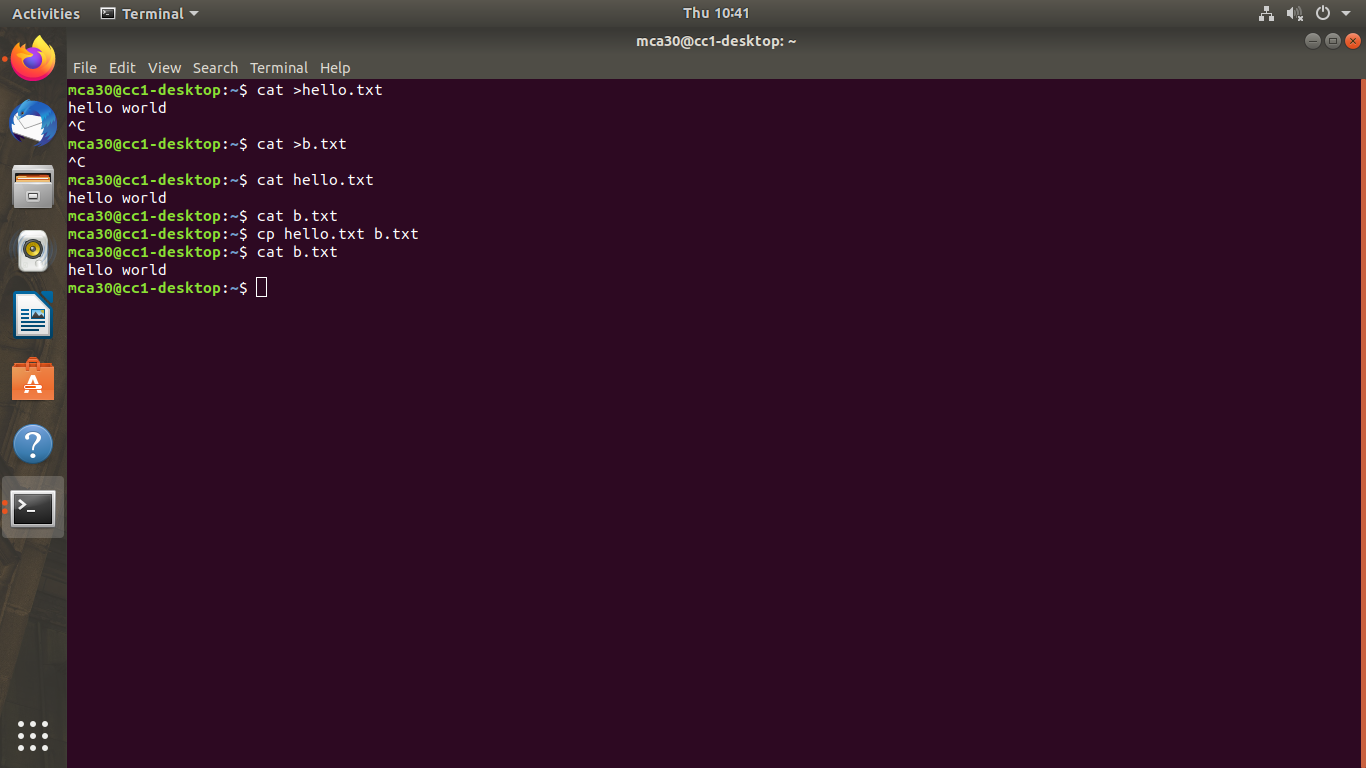 Activities Terminal Thu 10:41
mca30@cc1-desktop: ~
File Edit View Search Terminal Help
mca30@cc1-desktop:~$ cat >hello.txt
hello world
^C
mca30@cc1-desktop:~$ cat >b.txt
^C
mca30@cc1-desktop:~$ cat hello.txt
hello world
mca30@cc1-desktop:~$ cat b.txt
mca30@cc1-desktop:~$ cp hello.txt b.txt
mca30@cc1-desktop:~$ cat b.txt
hello world
mca30@cc1-desktop:~$